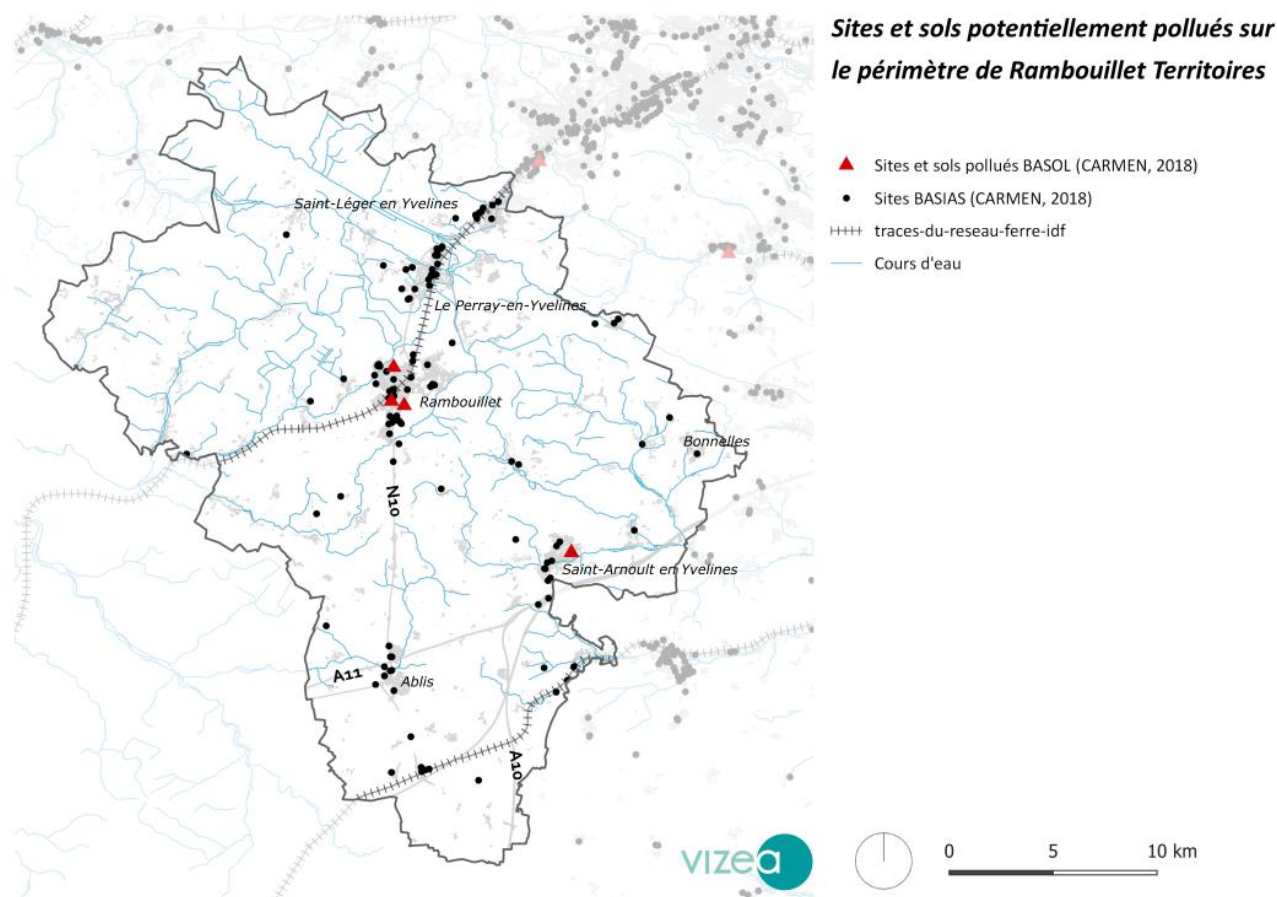 Sites et sols potentiellement pollués sur
le périmètre de Rambouillet Territoires
Sites et sols pollués BASOL (CARMEN, 2018)
Sites BASIAS (CARMEN, 2018)
traces-du-reseau-ferre-idf
Cours d'eau
Saint-Léger en Yvelines
Le Perray-en-Yvelines
Rambouillet
Bonnelles
N10
Saint-Arnoult en Yvelines
A11
Ablis
A10
vizea
0 5 10 km